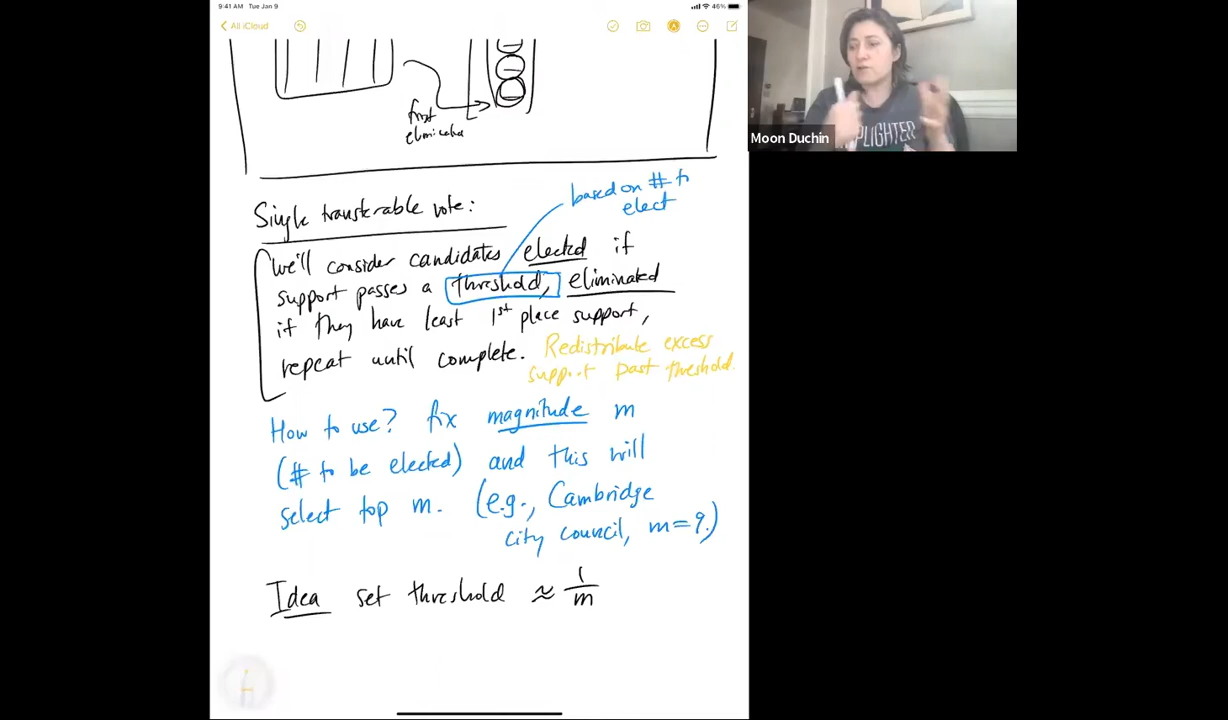 9:41 AM Tue Jan 9
46%
All iCloud
first
eliminated
Moon Duchin
PLIGHTER
Single transferable vote:
based on # to
elect
We'll consider candidates elected if
support passes a threshold, eliminated
if they have least 1st place support,
repeat until complete. Redistribute excess
support past threshold.
How to use? fix magnitude m
(# to be elected) and this will
select top m. (e.g., Cambridge
city council, m=9.)
Idea set threshold ≈ 1/m